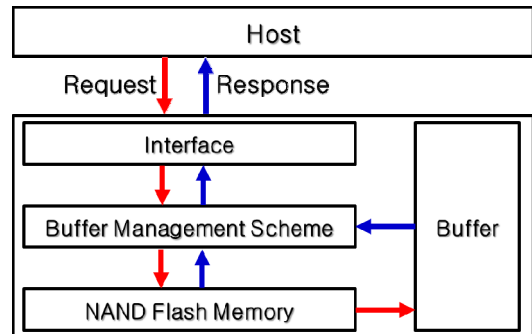 Host
Request
Response
Interface
Buffer Management Scheme
Buffer
NAND Flash Memory